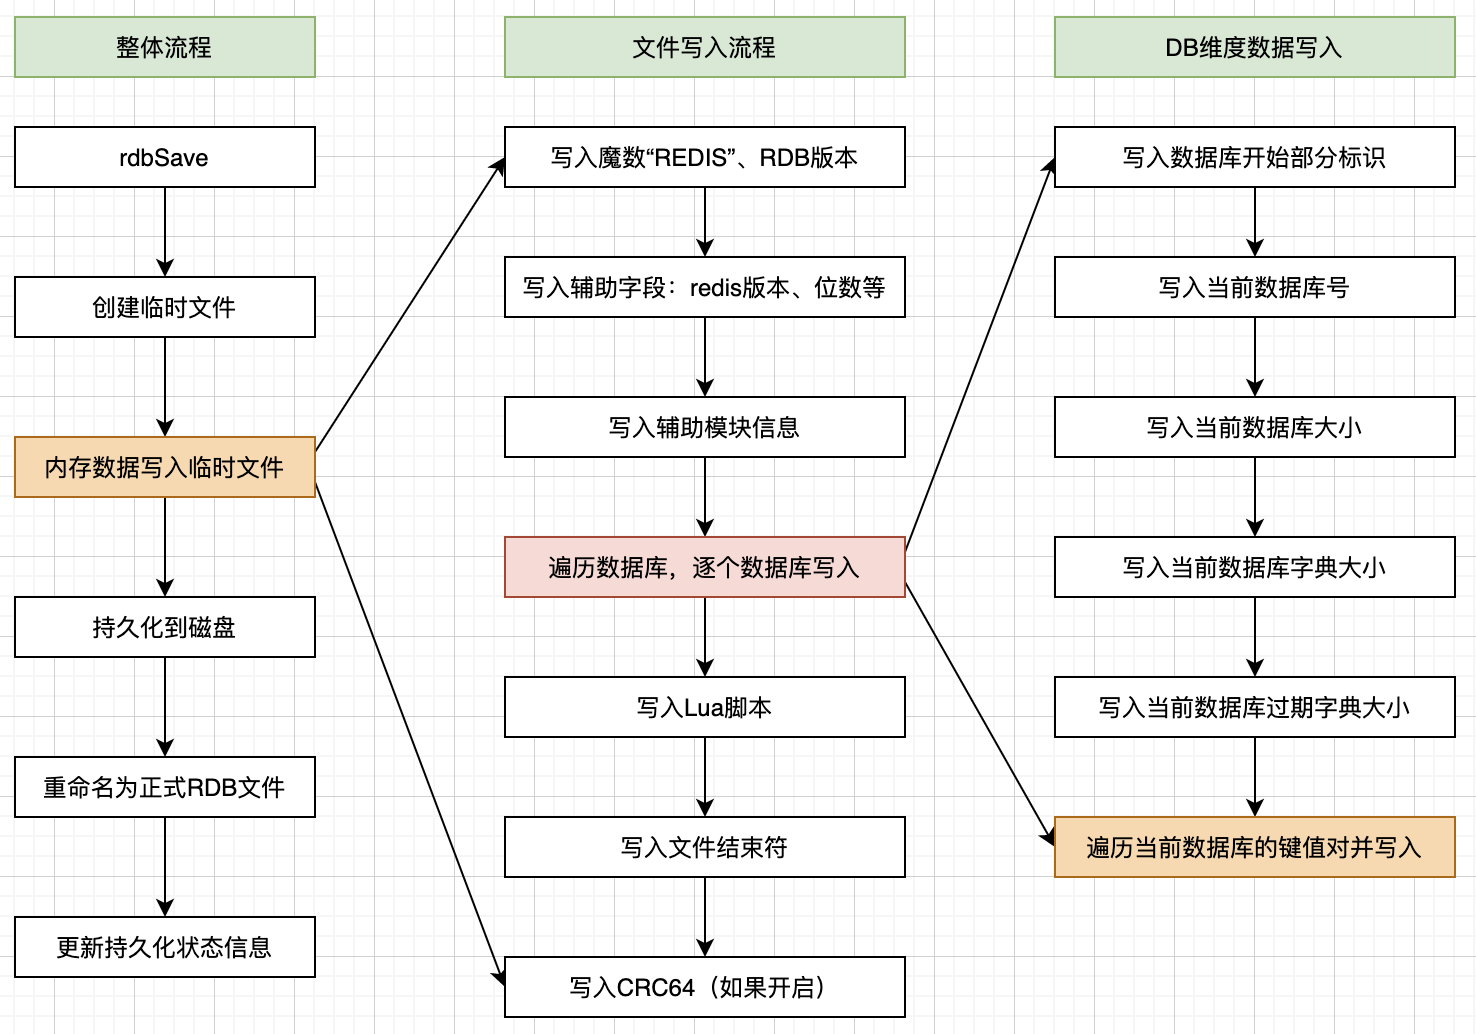 整体流程
rdbSave
创建临时文件
内存数据写入临时文件
持久化到磁盘
重命名为正式RDB文件
更新持久化状态信息
文件写入流程
写入魔数“REDIS”、RDB版本
写入辅助字段：redis版本、位数等
写入辅助模块信息
遍历数据库，逐个数据库写入
写入Lua脚本
写入文件结束符
写入CRC64（如果开启）
DB维度数据写入
写入数据库开始部分标识
写入当前数据库号
写入当前数据库大小
写入当前数据库字典大小
写入当前数据库过期字典大小
遍历当前数据库的键值对并写入